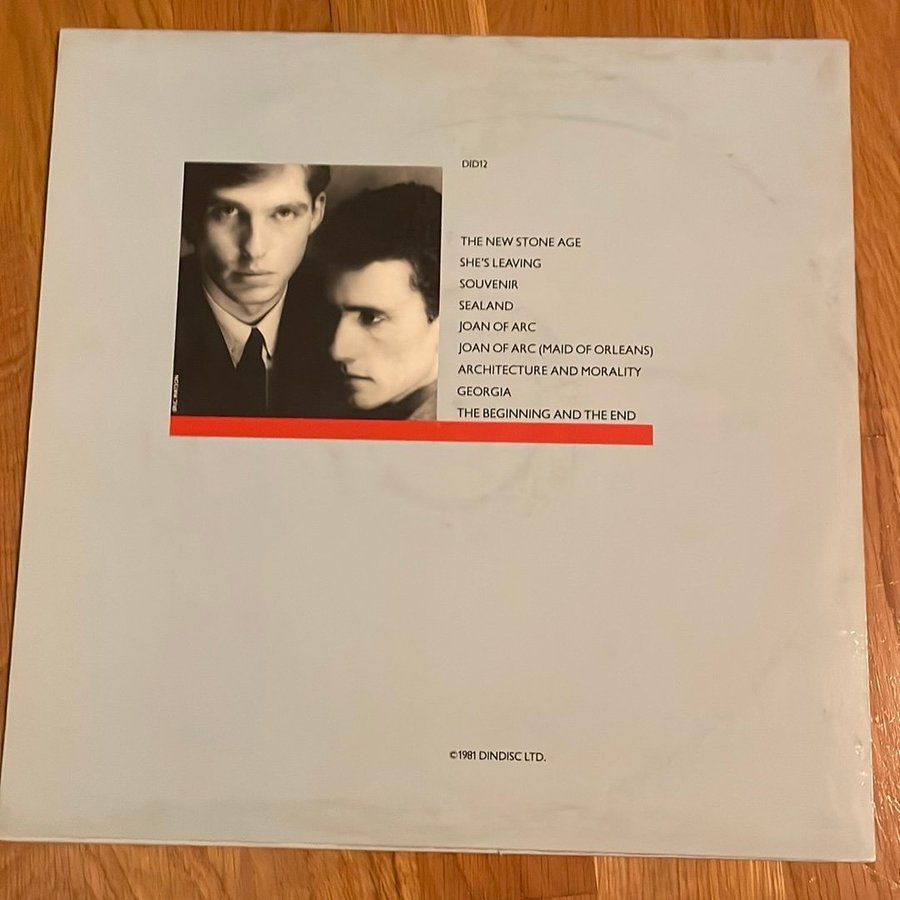 DID12
THE NEW STONE AGE
SHE'S LEAVING
SOUVENIR
SEALAND
JOAN OF ARC
JOAN OF ARC (MAID OF ORLEANS)
ARCHITECTURE AND MORALITY
GEORGIA
THE BEGINNING AND THE END
©1981 DINDISC LTD.